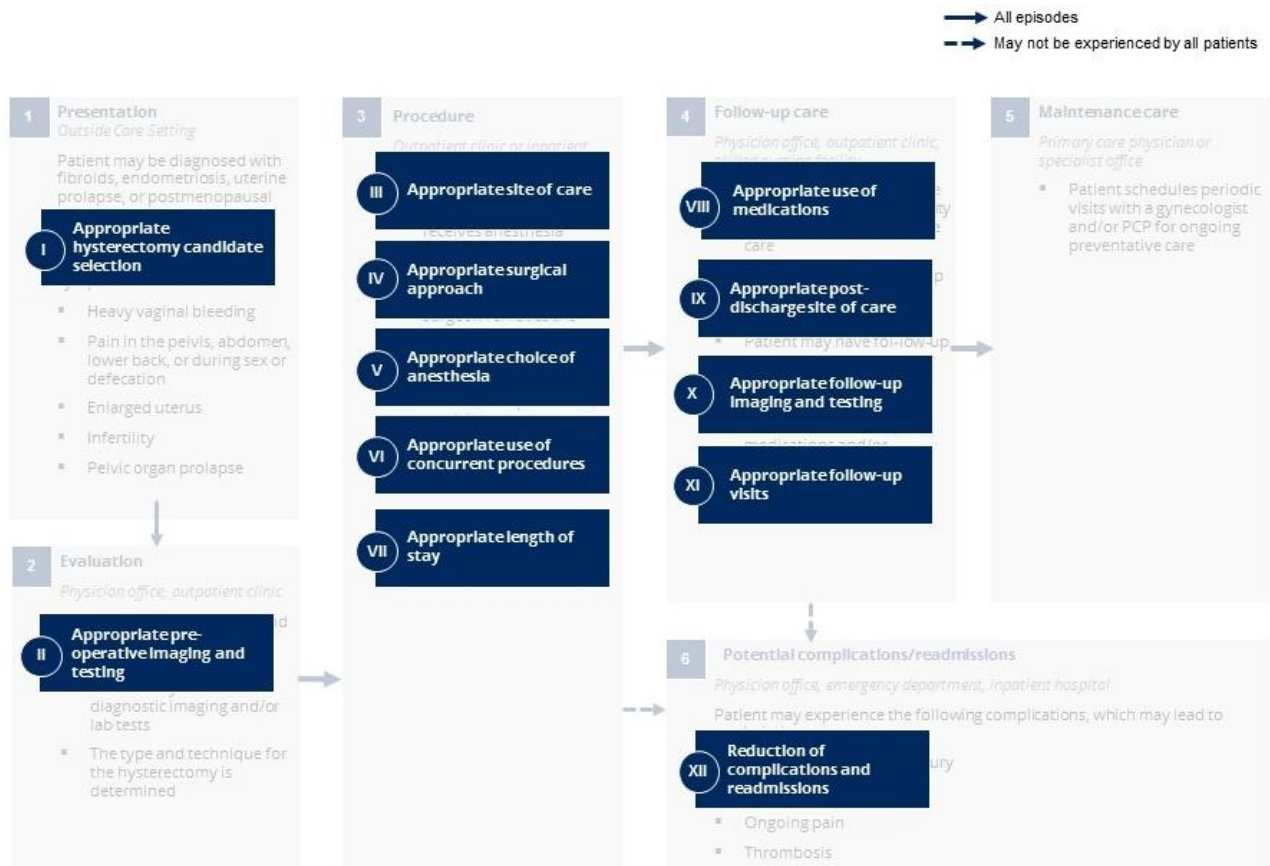 All episodes
May not be experienced by all patients
1
Presentation
Outside Care Setting
Patient may be diagnosed with
fibroids, endometriosis, uterine
prolapse, or postmenopausal
I
Appropriate
hysterectomy candidate
selection
▪ Heavy vaginal bleeding
▪ Pain in the pelvis, abdomen,
lower back, or during sex or
defecation
▪ Enlarged uterus
▪ Infertility
▪ Pelvic organ prolapse
2
Evaluation
Physician office, outpatient clinic
II
Appropriate pre-
operative imaging and
testing
diagnostic imaging and/or
lab tests
▪ The type and technique for
the hysterectomy is
determined
3
Procedure
Outpatient clinic or inpatient
III
Appropriate site of care
receives anesthesia
IV
Appropriate surgical
approach
V
Appropriate choice of
anesthesia
VI
Appropriate use of
concurrent procedures
VII
Appropriate length of
stay
4
Follow-up care
Physician office, outpatient clinic,
VIII
Appropriate use of
medications
care
IX
Appropriate post-
discharge site of care
▪ Patient may have fol-low-up
X
Appropriate follow-up
imaging and testing
medications and/or
XI
Appropriate follow-up
visits
5
Maintenance care
Primary care physician or
specialist office
▪ Patient schedules periodic
visits with a gynecologist
and/or PCP for ongoing
preventative care
6
Potential complications/readmissions
Physician office, emergency department, inpatient hospital
Patient may experience the following complications, which may lead to
XII
Reduction of
complications and
readmissions
▪ Ongoing pain
▪ Thrombosis